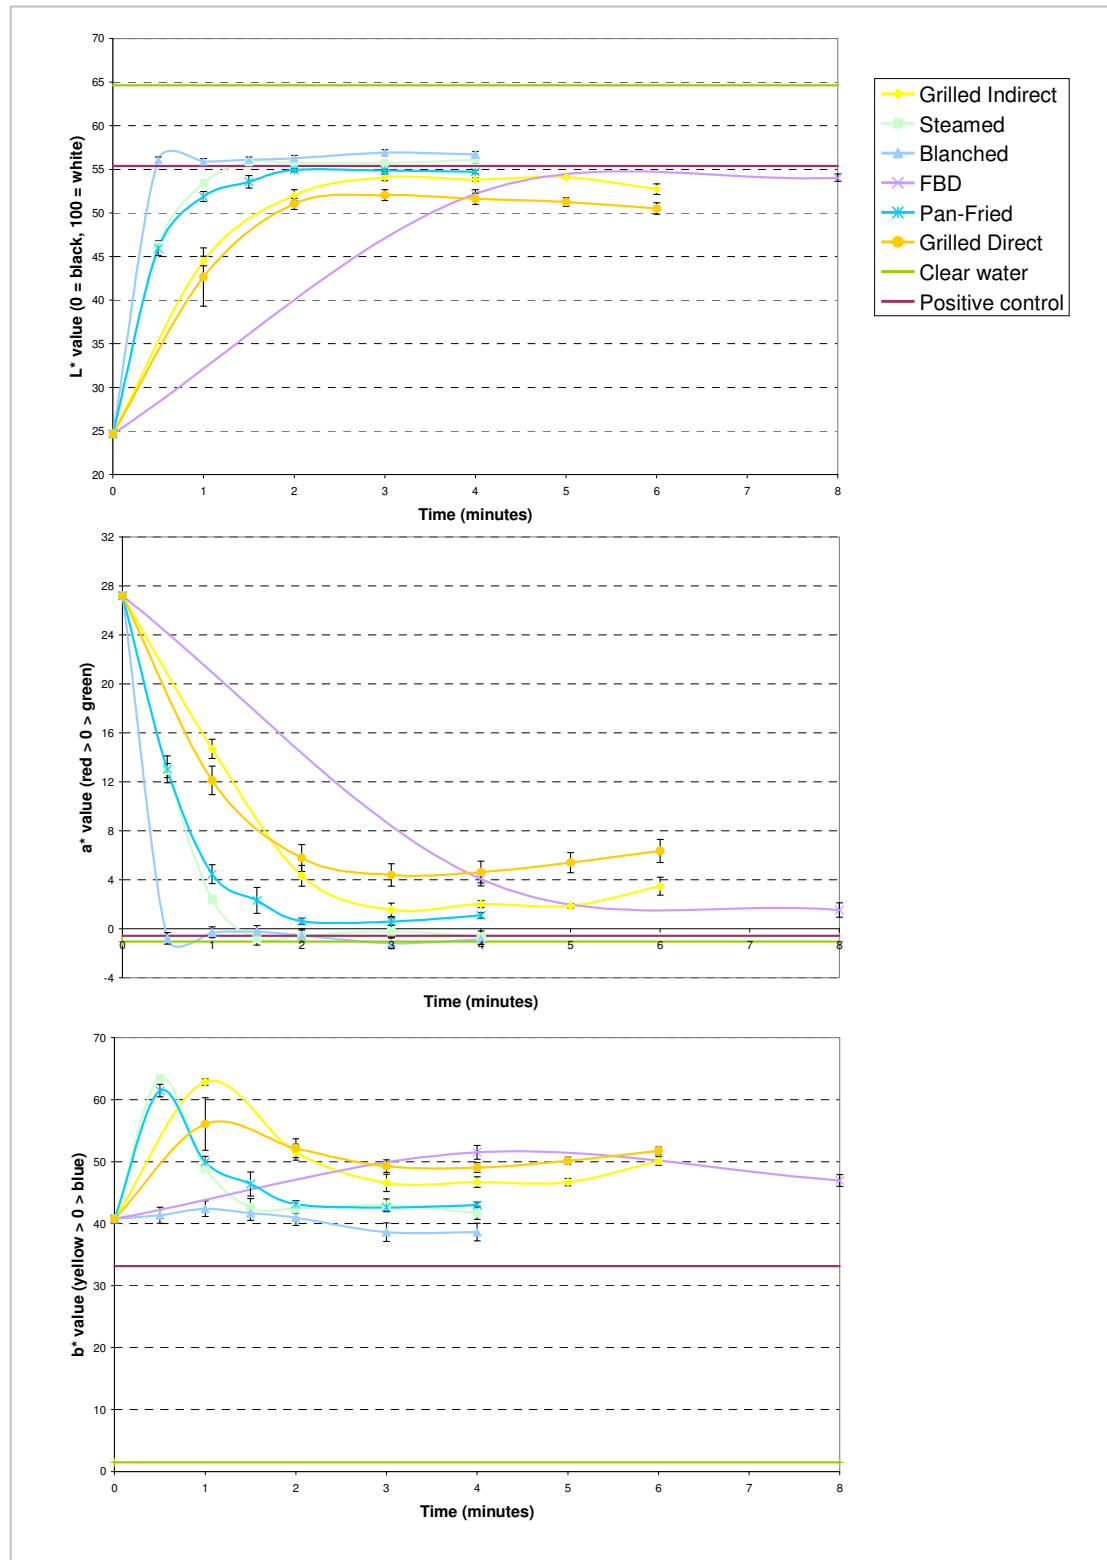 70
65
60
55
50
45
40
35
30
25
20
L* value (0 = black, 100 = white)
0 1 2 3 4 5 6 7 8
Time (minutes)
Grilled Indirect
Steamed
Blanched
FBD
Pan-Fried
Grilled Direct
Clear water
Positive control
32
28
24
20
16
12
8
4
0
-4
a* value (red > 0 > green)
0 1 2 3 4 5 6 7 8
Time (minutes)
70
60
50
40
30
20
10
0
b* value (yellow > 0 > blue)
0 1 2 3 4 5 6 7 8
Time (minutes)